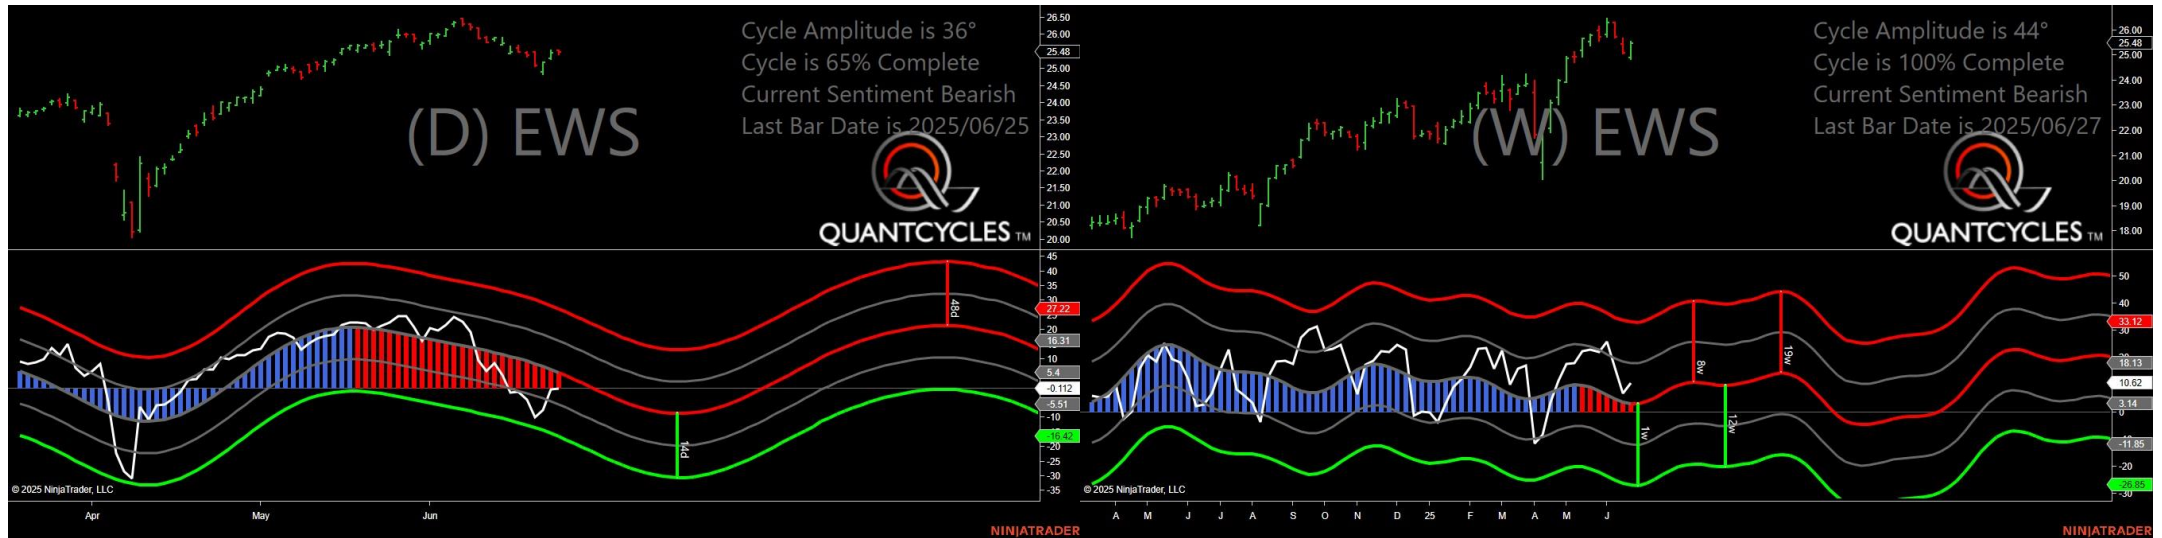 Cycle Amplitude is 36°
Cycle is 65% Complete
Current Sentiment Bearish
Last Bar Date is 2025/06/25
(D) EWS
QUANTCYCLES TM
26.50
26.00
25.48
25.00
24.50
24.00
23.50
23.00
22.50
22.00
21.50
21.00
20.50
20.00
45
40
35
30
27.22
20
16.31
10
5.4
-0.112
-5.51
-10
-16.42
-20
-25
-30
-35
48d
14d
© 2025 NinjaTrader, LLC
Apr May Jun
NINJATRADER
Cycle Amplitude is 44°
Cycle is 100% Complete
Current Sentiment Bearish
Last Bar Date is 2025/06/27
(W) EWS
QUANTCYCLES TM
26.00
25.48
25.00
24.00
23.00
22.00
21.00
20.00
19.00
18.00
50
40
33.12
18.13
10.62
3.14
0
-11.85
-20
-26.85
-30
8w
19w
1w
12w
© 2025 NinjaTrader, LLC
A M J J A S O N D 25 F M A M J
NINJATRADER